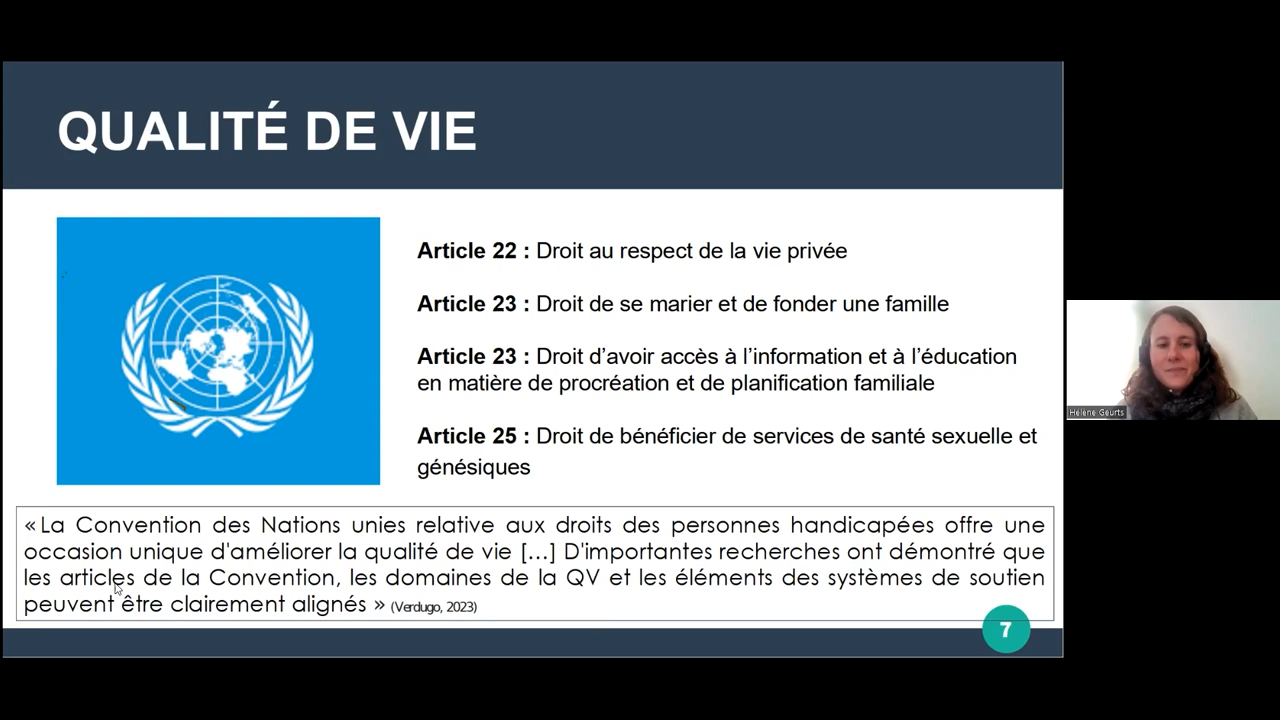 QUALITÉ DE VIE
Article 22 : Droit au respect de la vie privée
Article 23 : Droit de se marier et de fonder une famille
Article 23 : Droit d’avoir accès à l’information et à l’éducation
en matière de procréation et de planification familiale
Article 25 : Droit de bénéficier de services de santé sexuelle et
génésiques
« La Convention des Nations unies relative aux droits des personnes handicapées offre une
occasion unique d'améliorer la qualité de vie [...] D'importantes recherches ont démontré que
les articles de la Convention, les domaines de la QV et les éléments des systèmes de soutien
peuvent être clairement alignés » (Verdugo, 2023)
7
Hélène Geurts